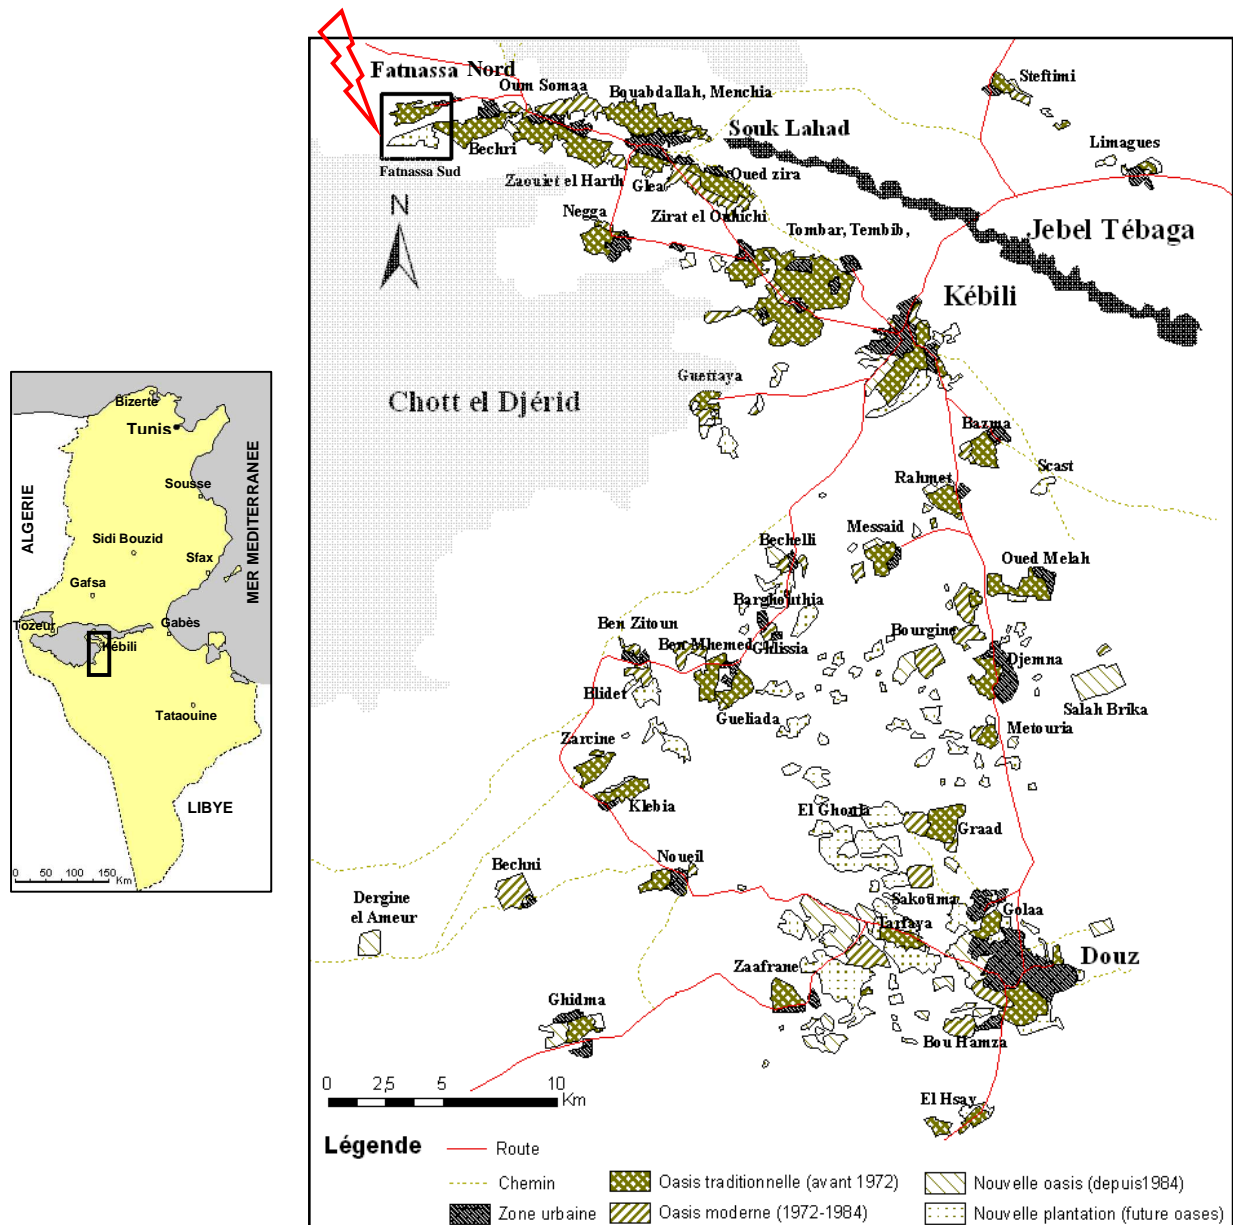 Fatnassa Nord
Oum Somaa
Bouabdallah, Menchia
Steftimi
Souk Lahad
Limagues
Bechri
Fatnassa Sud
Zaouiet el Harth
Glea
Oued zira
N
Negga
Zirat el Ouhichi
Tombar, Tembib,
Jebel Tébaga
Kébili
Guettaya
Chott el Djérid
Bazma
Scast
Rahmet
Messaid
Bechelli
Oued Melah
Barghouthia
Ben Zitoun
Ben Mhemed
Ghlissia
Bourgine
Djemna
Blidet
Gueliada
Salah Brika
Zarcine
Metouria
Klebia
El Ghoula
Graad
Noueil
Bechni
Sakouma
Dergine
el Ameur
Golaa
Tarfaya
Douz
Zaafrane
Ghidma
Bou Hamza
El Hsay
0 2,5 5 10
Km
Légende
Route
Chemin
Zone urbaine
Oasis traditionnelle (avant 1972)
Oasis moderne (1972-1984)
Nouvelle oasis (depuis1984)
Nouvelle plantation (future oases)
Bizerte
Tunis
Sousse
ALGERIE
MER MEDITERRANEE
Sidi Bouzid
Sfax
Gafsa
Tozeur
Gabès
Kébili
Tataouine
LIBYE
0 50 100 150
Km